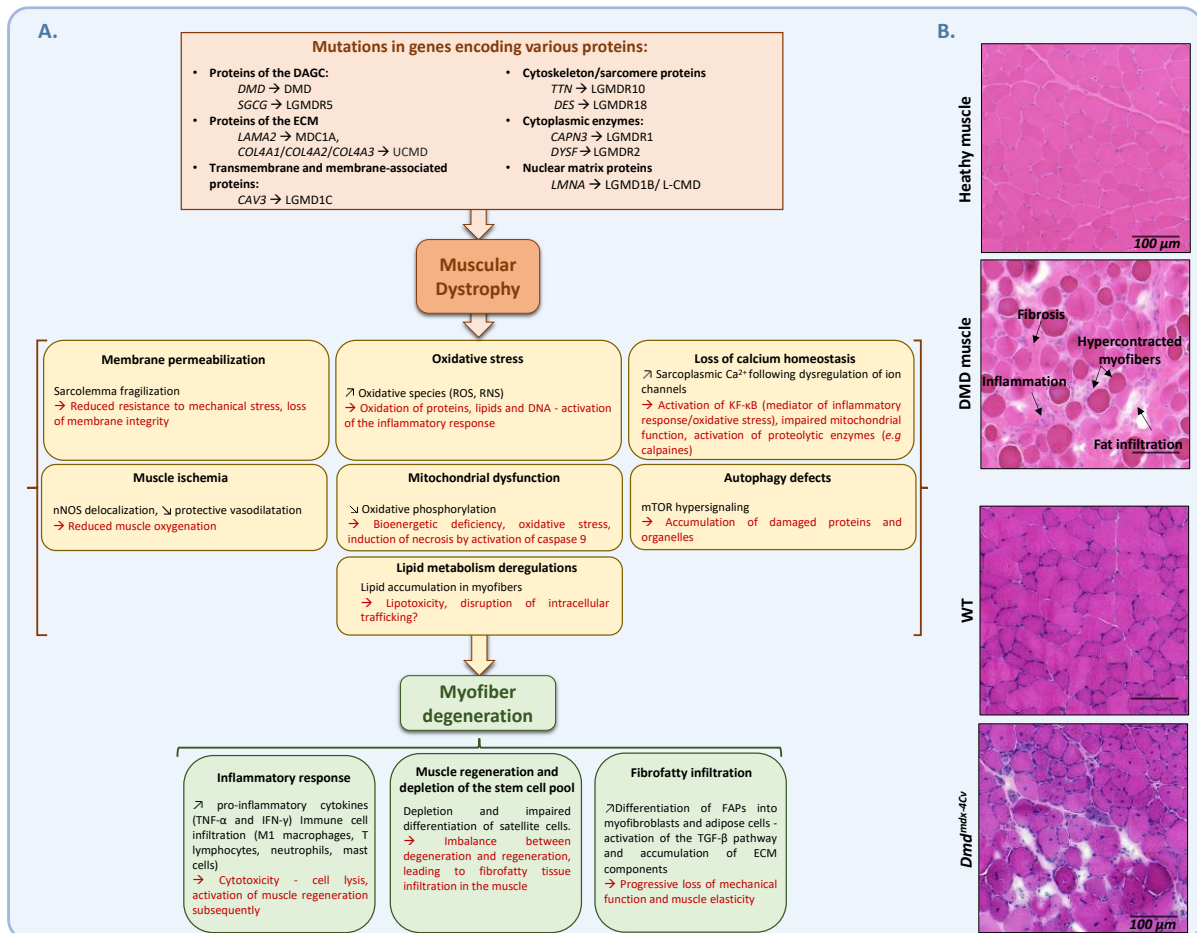 A.
Mutations in genes encoding various proteins:
• Proteins of the DAGC:
DMD → DMD
SGCG → LGMDR5
• Proteins of the ECM
LAMA2 → MDC1A,
COL4A1/COL4A2/COL4A3 → UCMD
• Transmembrane and membrane-associated
proteins:
CAV3 → LGMD1C
• Cytoskeleton/sarcomere proteins
TTN → LGMDR10
DES → LGMDR18
• Cytoplasmic enzymes:
CAPN3 → LGMDR1
DYSF → LGMDR2
• Nuclear matrix proteins
LMNA → LGMD1B/ L-CMD
Muscular
Dystrophy
Membrane permeabilization
Sarcolemma fragilization
→ Reduced resistance to mechanical stress, loss
of membrane integrity
Oxidative stress
↗ Oxidative species (ROS, RNS)
→ Oxidation of proteins, lipids and DNA - activation
of the inflammatory response
Loss of calcium homeostasis
↗ Sarcoplasmic Ca²⁺ following dysregulation of ion
channels
→ Activation of KF-κB (mediator of inflammatory
response/oxidative stress), impaired mitochondrial
function, activation of proteolytic enzymes (e.g
calpaines)
Muscle ischemia
nNOS delocalization, ↘ protective vasodilatation
→ Reduced muscle oxygenation
Mitochondrial dysfunction
↘ Oxidative phosphorylation
→ Bioenergetic deficiency, oxidative stress,
induction of necrosis by activation of caspase 9
Autophagy defects
mTOR hypersignaling
→ Accumulation of damaged proteins and
organelles
Lipid metabolism deregulations
Lipid accumulation in myofibers
→ Lipotoxicity, disruption of intracellular
trafficking?
Myofiber
degeneration
Inflammatory response
↗ pro-inflammatory cytokines
(TNF-α and IFN-γ) Immune cell
infiltration (M1 macrophages, T
lymphocytes, neutrophils, mast
cells)
→ Cytotoxicity - cell lysis,
activation of muscle regeneration
subsequently
Muscle regeneration and
depletion of the stem cell pool
Depletion and impaired
differentiation of satellite cells.
→ Imbalance between
degeneration and regeneration,
leading to fibrofatty tissue
infiltration in the muscle
Fibrofatty infiltration
↗Differentiation of FAPs into
myofibroblasts and adipose cells -
activation of the TGF-β pathway
and accumulation of ECM
components
→ Progressive loss of mechanical
function and muscle elasticity
B.
Heathy muscle
100 µm
DMD muscle
Fibrosis
Hypercontracted
myofibers
Inflammation
Fat infiltration
WT
Dmd^mdx-4Cv
100 µm